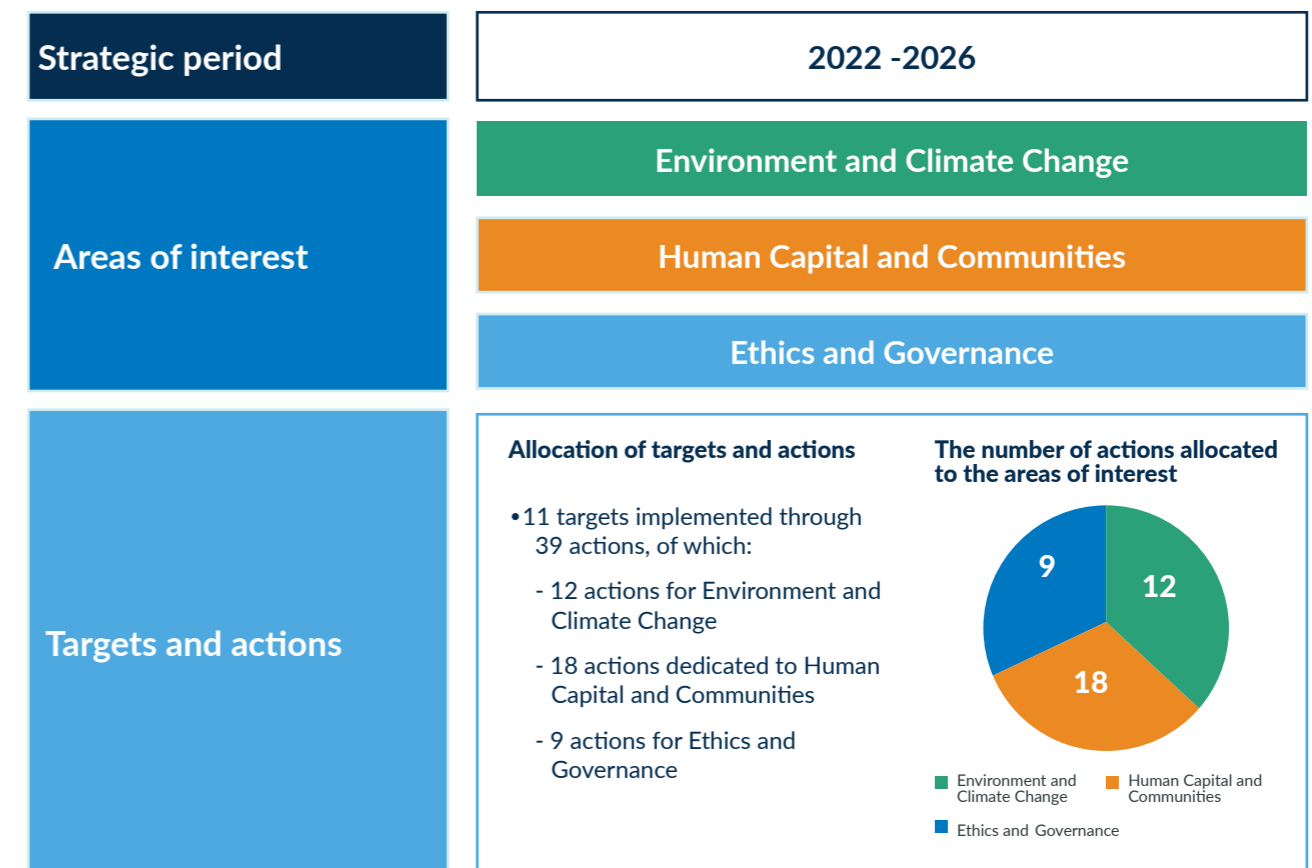 Strategic period
2022 -2026
Areas of interest
Environment and Climate Change
Human Capital and Communities
Ethics and Governance
Targets and actions
Allocation of targets and actions
•11 targets implemented through
39 actions, of which:
- 12 actions for Environment and
Climate Change
- 18 actions dedicated to Human
Capital and Communities
- 9 actions for Ethics and
Governance
The number of actions allocated
to the areas of interest
9
12
18
Environment and
Climate Change
Human Capital and
Communities
Ethics and Governance